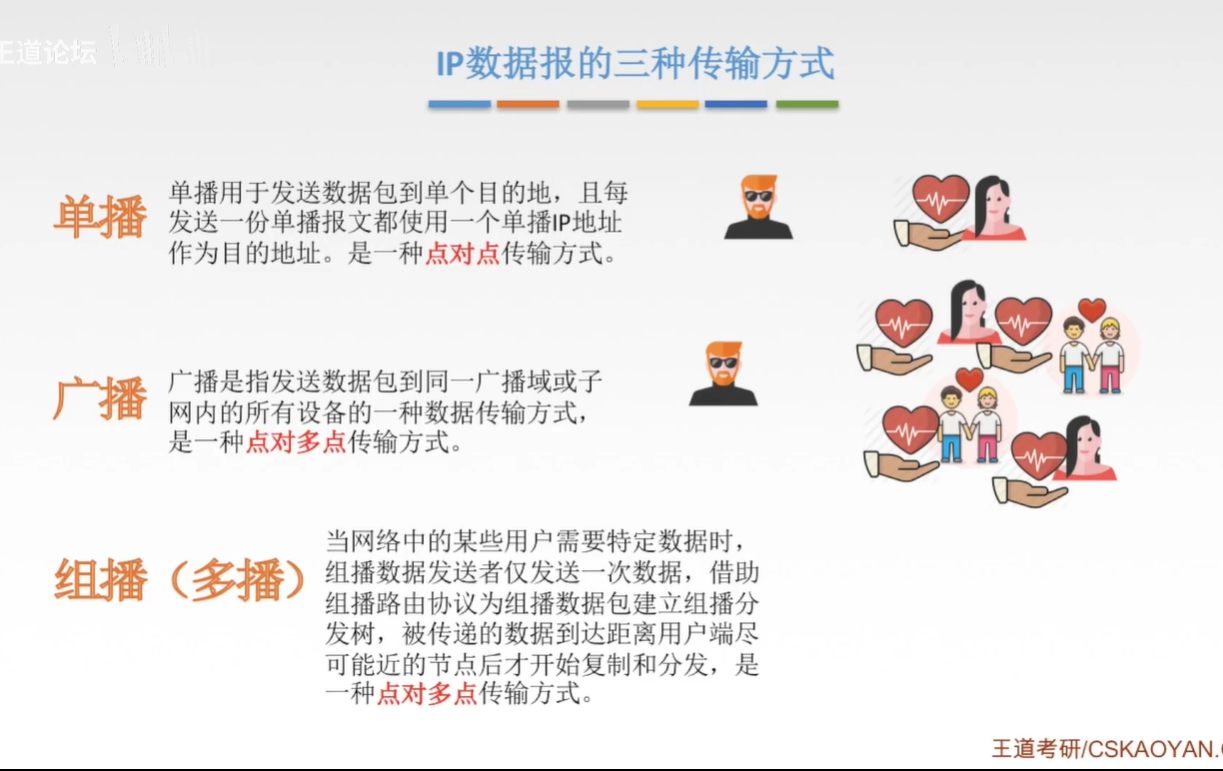 王道论坛
IP数据报的三种传输方式
单播
单播用于发送数据包到单个目的地，且每
发送一份单播报文都使用一个单播IP地址
作为目的地址。是一种点对点传输方式。
广播
广播是指发送数据包到同一广播域或子
网内的所有设备的一种数据传输方式，
是一种点对多点传输方式。
组播（多播）
当网络中的某些用户需要特定数据时，
组播数据发送者仅发送一次数据，借助
组播路由协议为组播数据包建立组播分
发树，被传递的数据到达距离用户端尽
可能近的节点后才开始复制和分发，是
一种点对多点传输方式。
王道考研/CSKAOYAN.